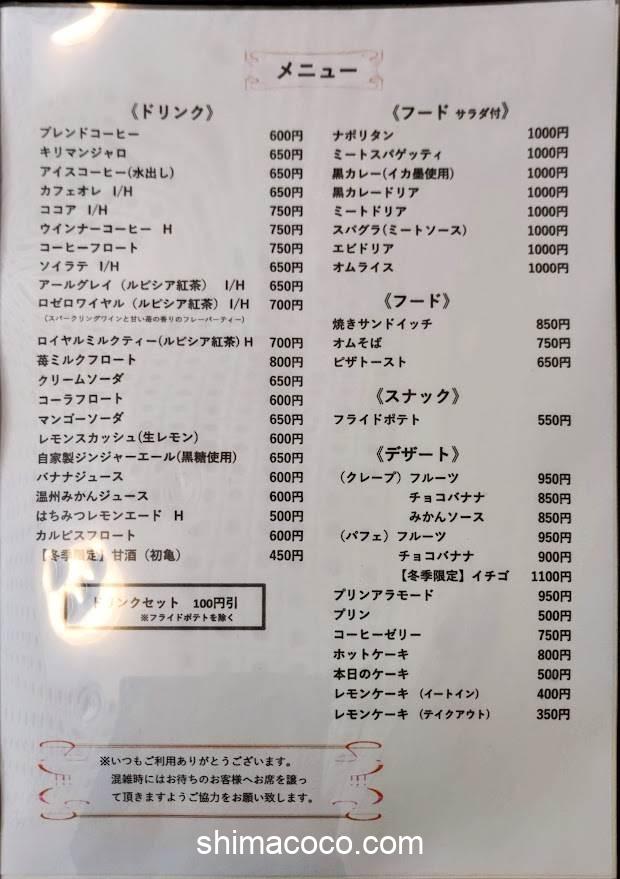 メニュー
《ドリンク》
ブレンドコーヒー 600円
キリマンジャロ 650円
アイスコーヒー(水出し) 650円
カフェオレ I/H 650円
ココア I/H 750円
ウインナーコーヒー H 750円
コーヒーフロート 750円
ソイラテ I/H 650円
アールグレイ（ルピシア紅茶） I/H 650円
ロゼロワイヤル（ルピシア紅茶） I/H 700円
（スパークリングワインと甘い苺の香りのフレーバーティー）
ロイヤルミルクティー(ルピシア紅茶) H 700円
苺ミルクフロート 800円
クリームソーダ 650円
コーラフロート 600円
マンゴーソーダ 650円
レモンスカッシュ(生レモン) 600円
自家製ジンジャーエール(黒糖使用) 650円
バナナジュース 600円
温州みかんジュース 600円
はちみつレモンエード H 500円
カルピスフロート 600円
【冬季限定】甘酒（初亀） 450円
ドリンクセット 100円引
※フライドポテトを除く
《フード サラダ付》
ナポリタン 1000円
ミートスパゲッティ 1000円
黒カレー(イカ墨使用) 1000円
黒カレードリア 1000円
ミートドリア 1000円
スパグラ(ミートソース) 1000円
エビドリア 1000円
オムライス 1000円
《フード》
焼きサンドイッチ 850円
オムそば 750円
ピザトースト 650円
《スナック》
フライドポテト 550円
《デザート》
（クレープ）フルーツ 950円
チョコバナナ 850円
みかんソース 850円
（パフェ）フルーツ 950円
チョコバナナ 900円
【冬季限定】イチゴ 1100円
プリンアラモード 950円
プリン 500円
コーヒーゼリー 750円
ホットケーキ 800円
本日のケーキ 500円
レモンケーキ（イートイン） 400円
レモンケーキ（テイクアウト） 350円
※いつもご利用ありがとうございます。
混雑時にはお待ちのお客様へお席を譲っ
て頂きますようご協力をお願い致します。
shimacoco.com